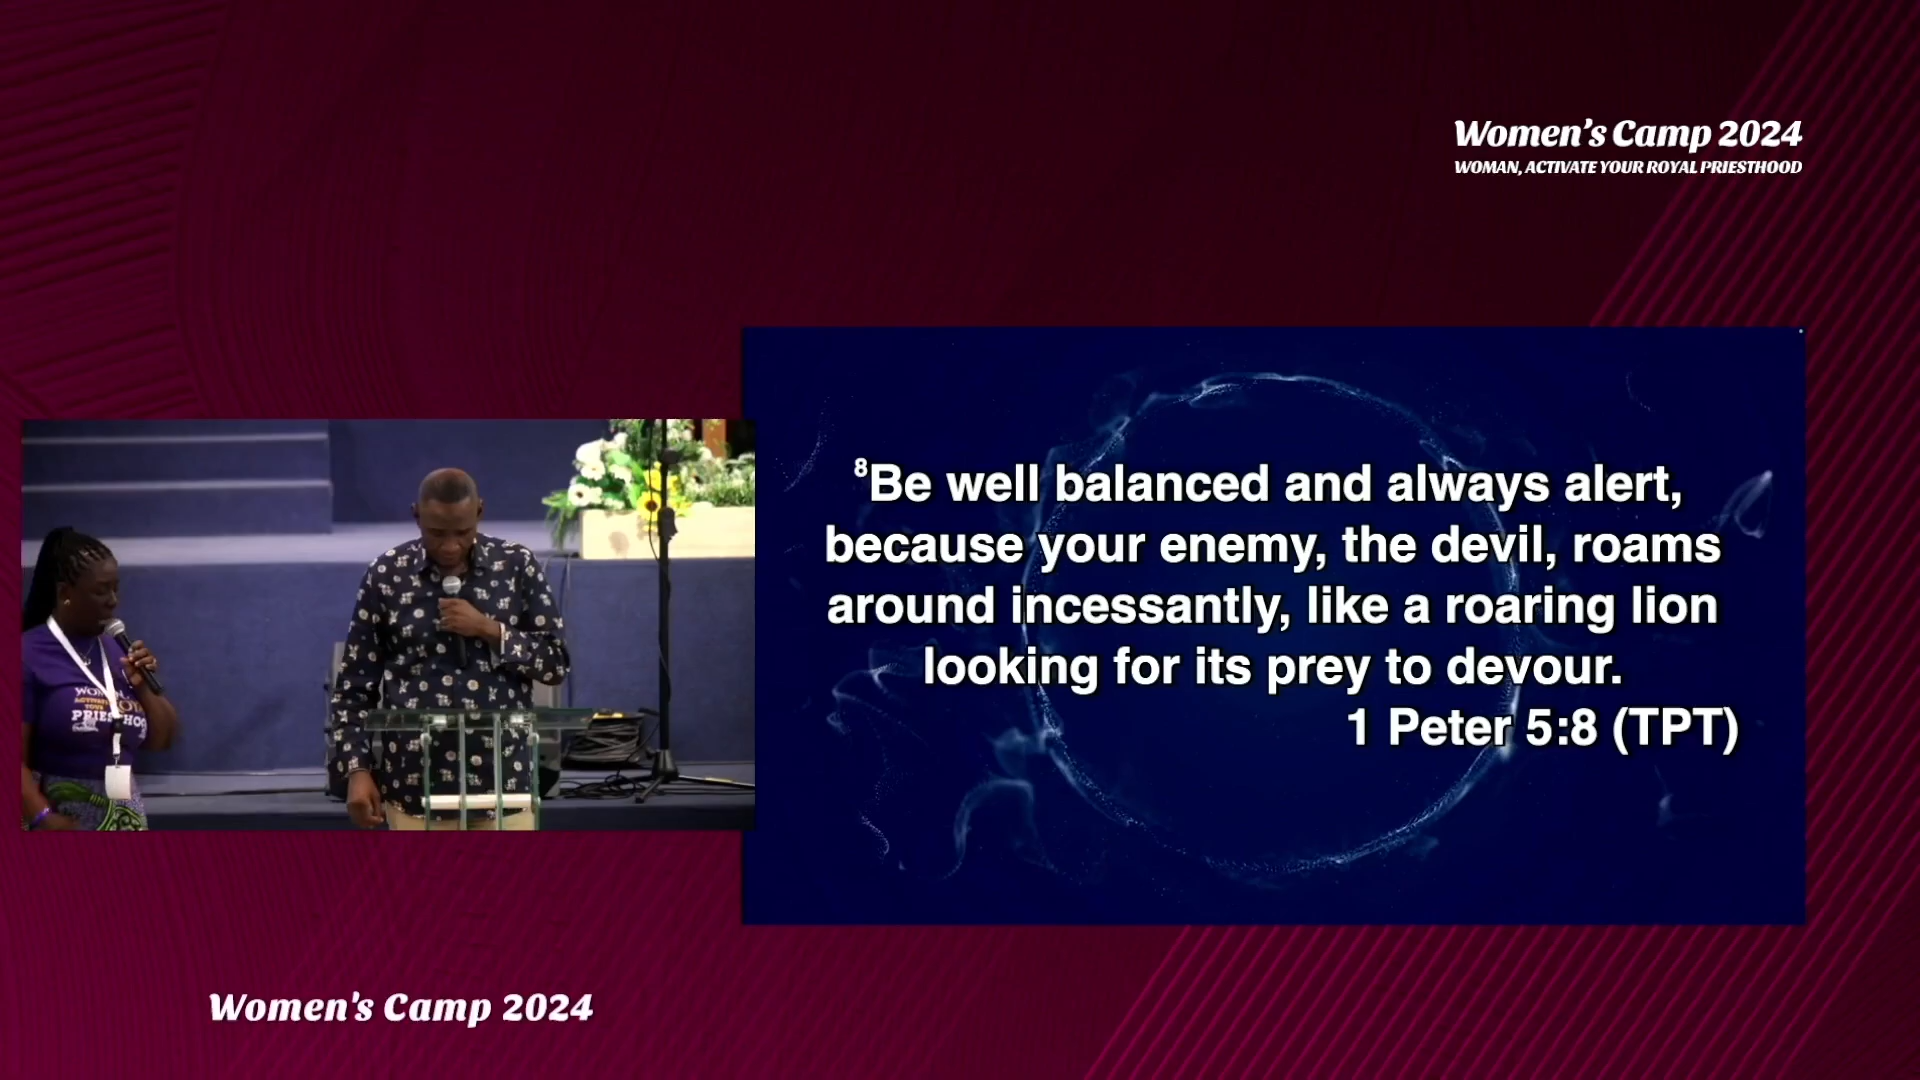 Women's Camp 2024
WOMAN, ACTIVATE YOUR ROYAL PRIESTHOOD
8Be well balanced and always alert,
because your enemy, the devil, roams
around incessantly, like a roaring lion
looking for its prey to devour.
1 Peter 5:8 (TPT)
YOUR
PRIESTHOO
Women's Camp 2024